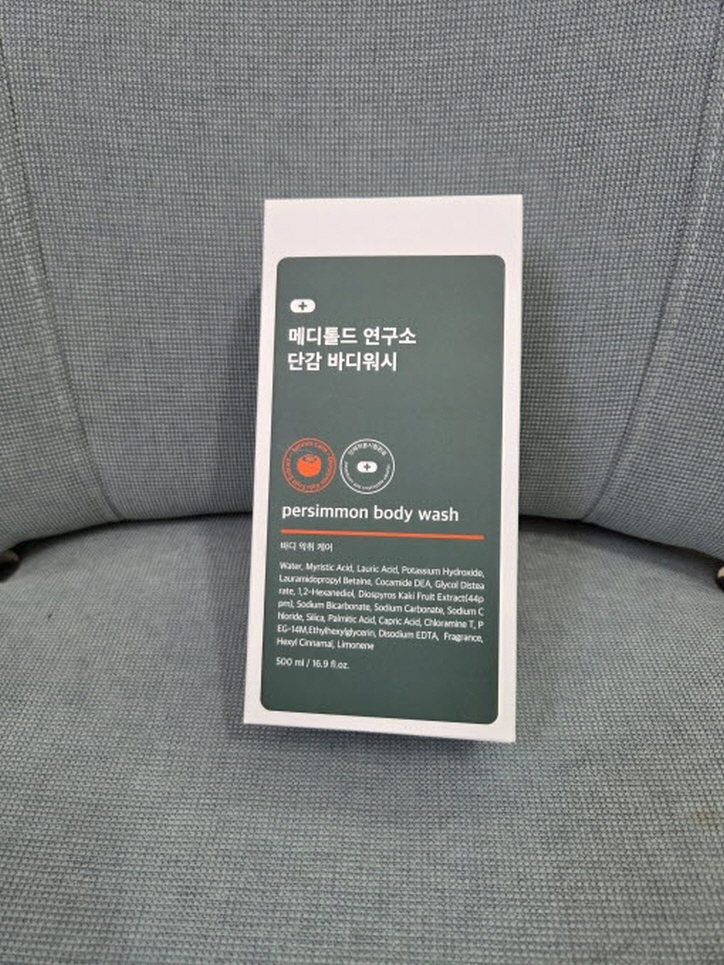 메디톨드 연구소
단감 바디워시
persimmon body wash
바디 악취 케어
Water, Myristic Acid, Lauric Acid, Potassium Hydroxide,
Lauramidopropyl Betaine, Cocamide DEA, Glycol Distea
rate, 1,2-Hexanediol, Diospyros Kaki Fruit Extract(44p
pm), Sodium Bicarbonate, Sodium Carbonate, Sodium C
hloride, Silica, Palmitic Acid, Capric Acid, Chloramine T, P
EG-14M,Ethylhexylglycerin, Disodium EDTA, Fragrance,
Hexyl Cinnamal, Limonene
500 ml / 16.9 fl.oz.